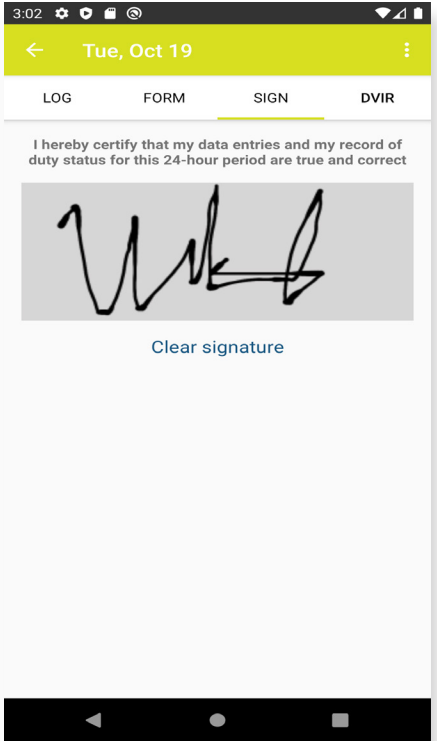 3:02
Tue, Oct 19
LOG FORM SIGN DVIR
I hereby certify that my data entries and my record of
duty status for this 24-hour period are true and correct
Clear signature